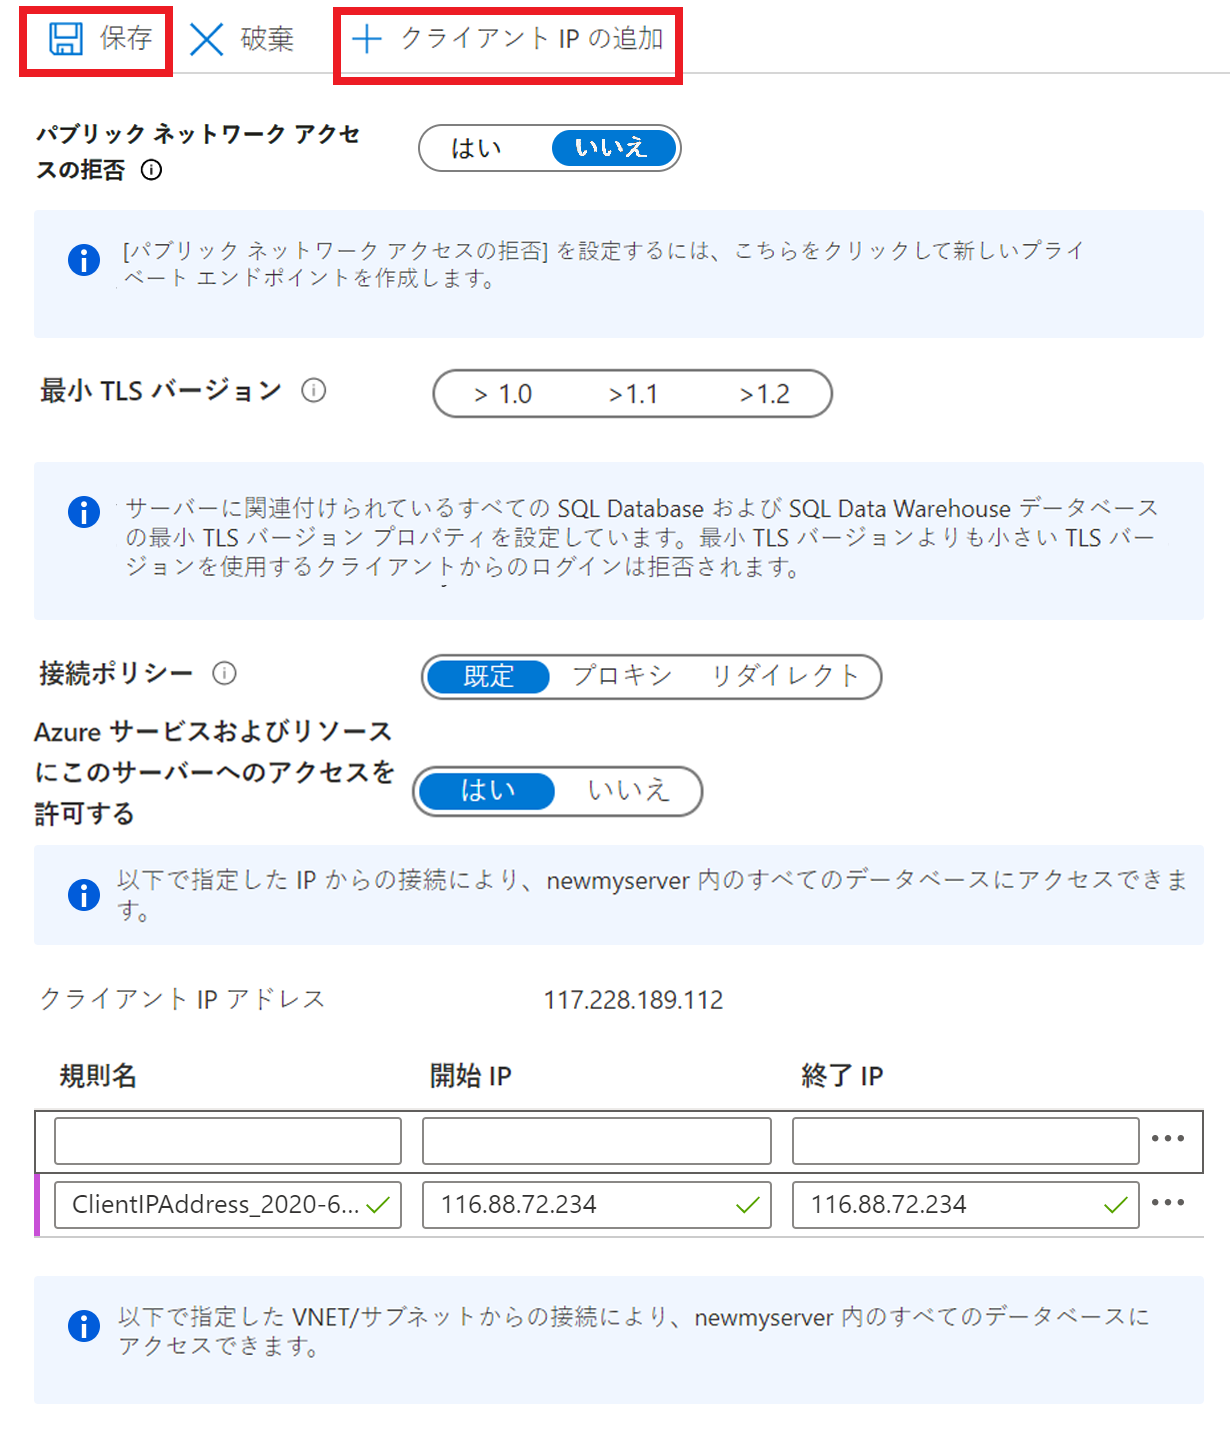 保存 破棄 クライアント IP の追加
パブリック ネットワーク アクセ
スの拒否
はい いいえ
[パブリック ネットワーク アクセスの拒否] を設定するには、こちらをクリックして新しいプライ
ベート エンドポイントを作成します。
最小 TLS バージョン > 1.0 >1.1 >1.2
サーバーに関連付けられているすべての SQL Database および SQL Data Warehouse データベース
の最小 TLS バージョン プロパティを設定しています。最小 TLS バージョンよりも小さい TLS バー
ジョンを使用するクライアントからのログインは拒否されます。
接続ポリシー 既定 プロキシ リダイレクト
Azure サービスおよびリソース
にこのサーバーへのアクセスを
許可する
はい いいえ
以下で指定した IP からの接続により、newmyserver 内のすべてのデータベースにアクセスできま
す。
クライアント IP アドレス 117.228.189.112
規則名 開始 IP 終了 IP
ClientIPAddress_2020-6... 116.88.72.234 116.88.72.234
以下で指定した VNET/サブネットからの接続により、newmyserver 内のすべてのデータベースに
アクセスできます。